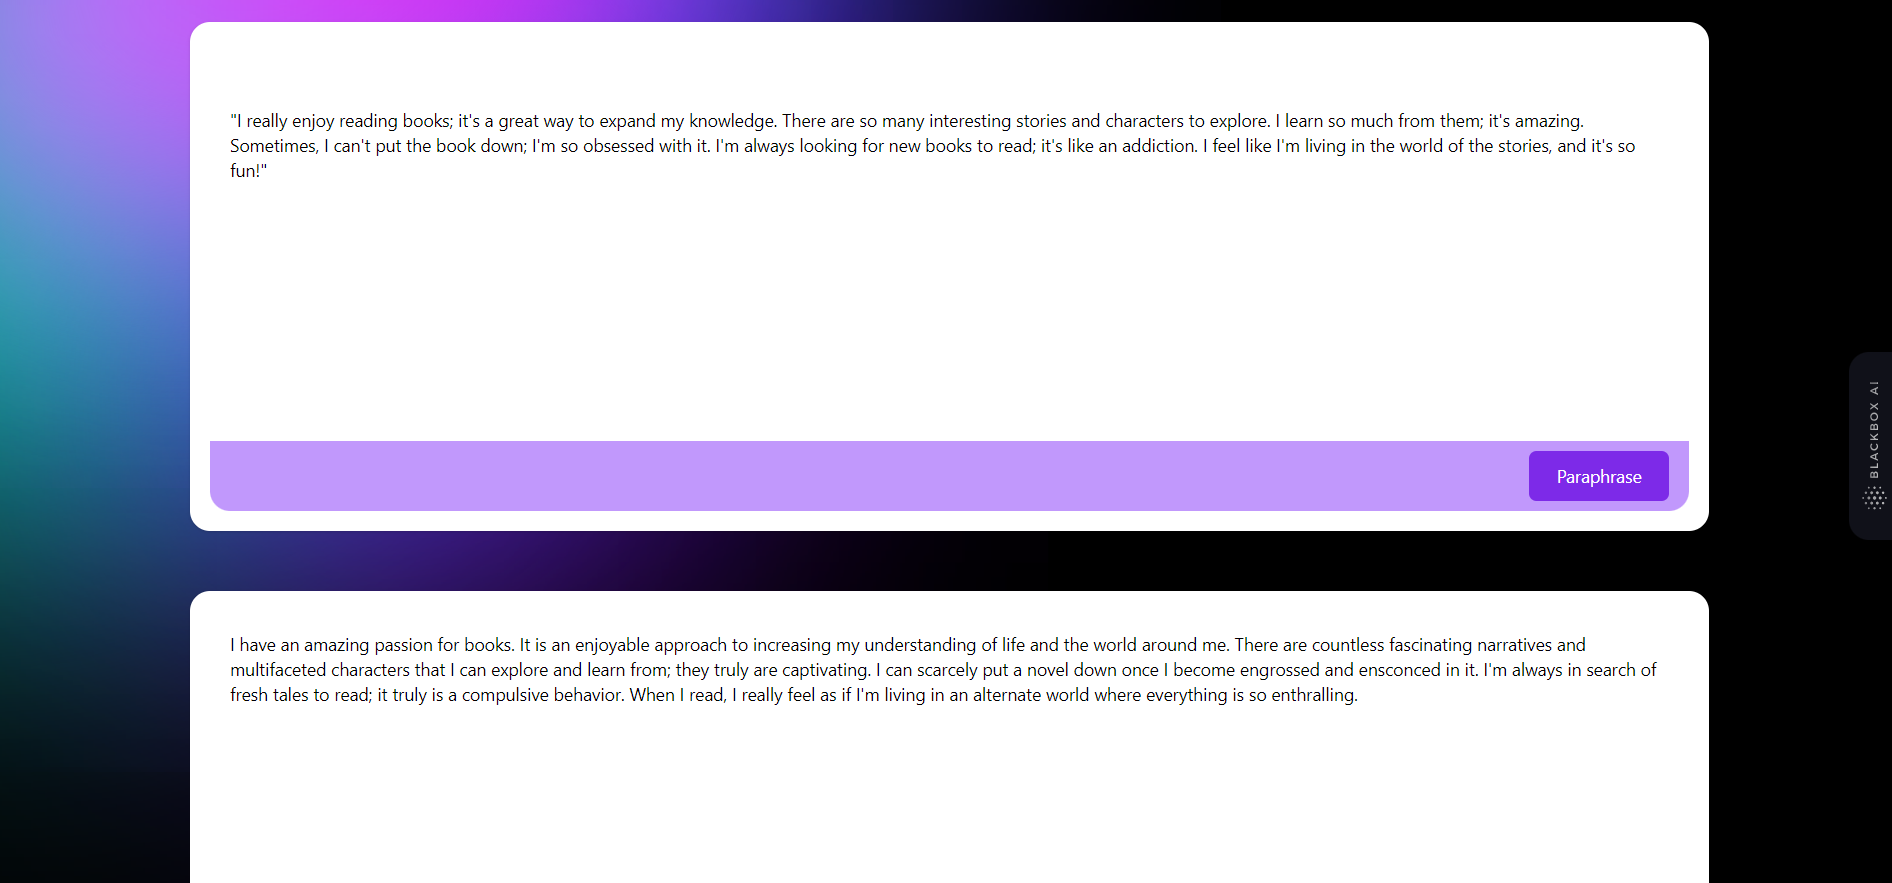 "I really enjoy reading books; it's a great way to expand my knowledge. There are so many interesting stories and characters to explore. I learn so much from them; it's amazing.
Sometimes, I can't put the book down; I'm so obsessed with it. I'm always looking for new books to read; it's like an addiction. I feel like I'm living in the world of the stories, and it's so
fun!"
Paraphrase
BLACKBOX AI
I have an amazing passion for books. It is an enjoyable approach to increasing my understanding of life and the world around me. There are countless fascinating narratives and
multifaceted characters that I can explore and learn from; they truly are captivating. I can scarcely put a novel down once I become engrossed and ensconced in it. I'm always in search of
fresh tales to read; it truly is a compulsive behavior. When I read, I really feel as if I'm living in an alternate world where everything is so enthralling.